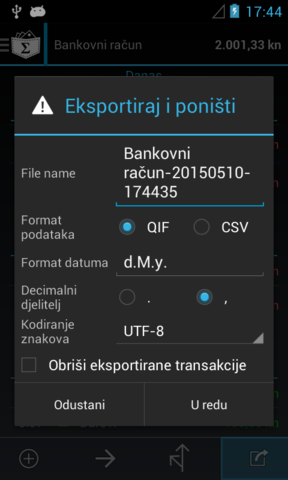 17:44
Bankovni račun 2.001,33 kn
Danas
Eksportiraj i poništi
File name
Bankovni
račun-20150510-
174435
Format
podataka
QIF
CSV
Format datuma
d.M.y.
Decimalni
djelitelj
.
,
Kodiranje
znakova
UTF-8
Obriši eksportirane transakcije
Odustani
U redu